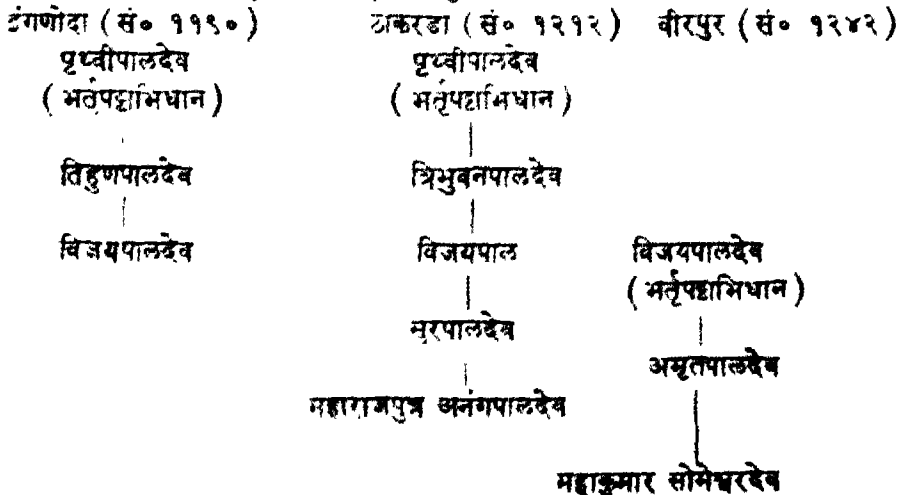 इंगणोदा ( सं० ११९० ) ठाकरडा ( सं० १२१२ ) वीरपुर ( सं० १२४२ )
पृथ्वीपालदेव पृथ्वीपालदेव
( भर्तृपट्टाभिधान ) ( भर्तृपट्टाभिधान )
तिहुणपालदेव त्रिभुवनपालदेव
विजयपालदेव विजयपाल विजयपालदेव
( भर्तृपट्टाभिधान )
सूरपालदेव
अमृतपालदेव
महाराजपुत्र अनंगपालदेव
महाकुमार सोमेश्वरदेव